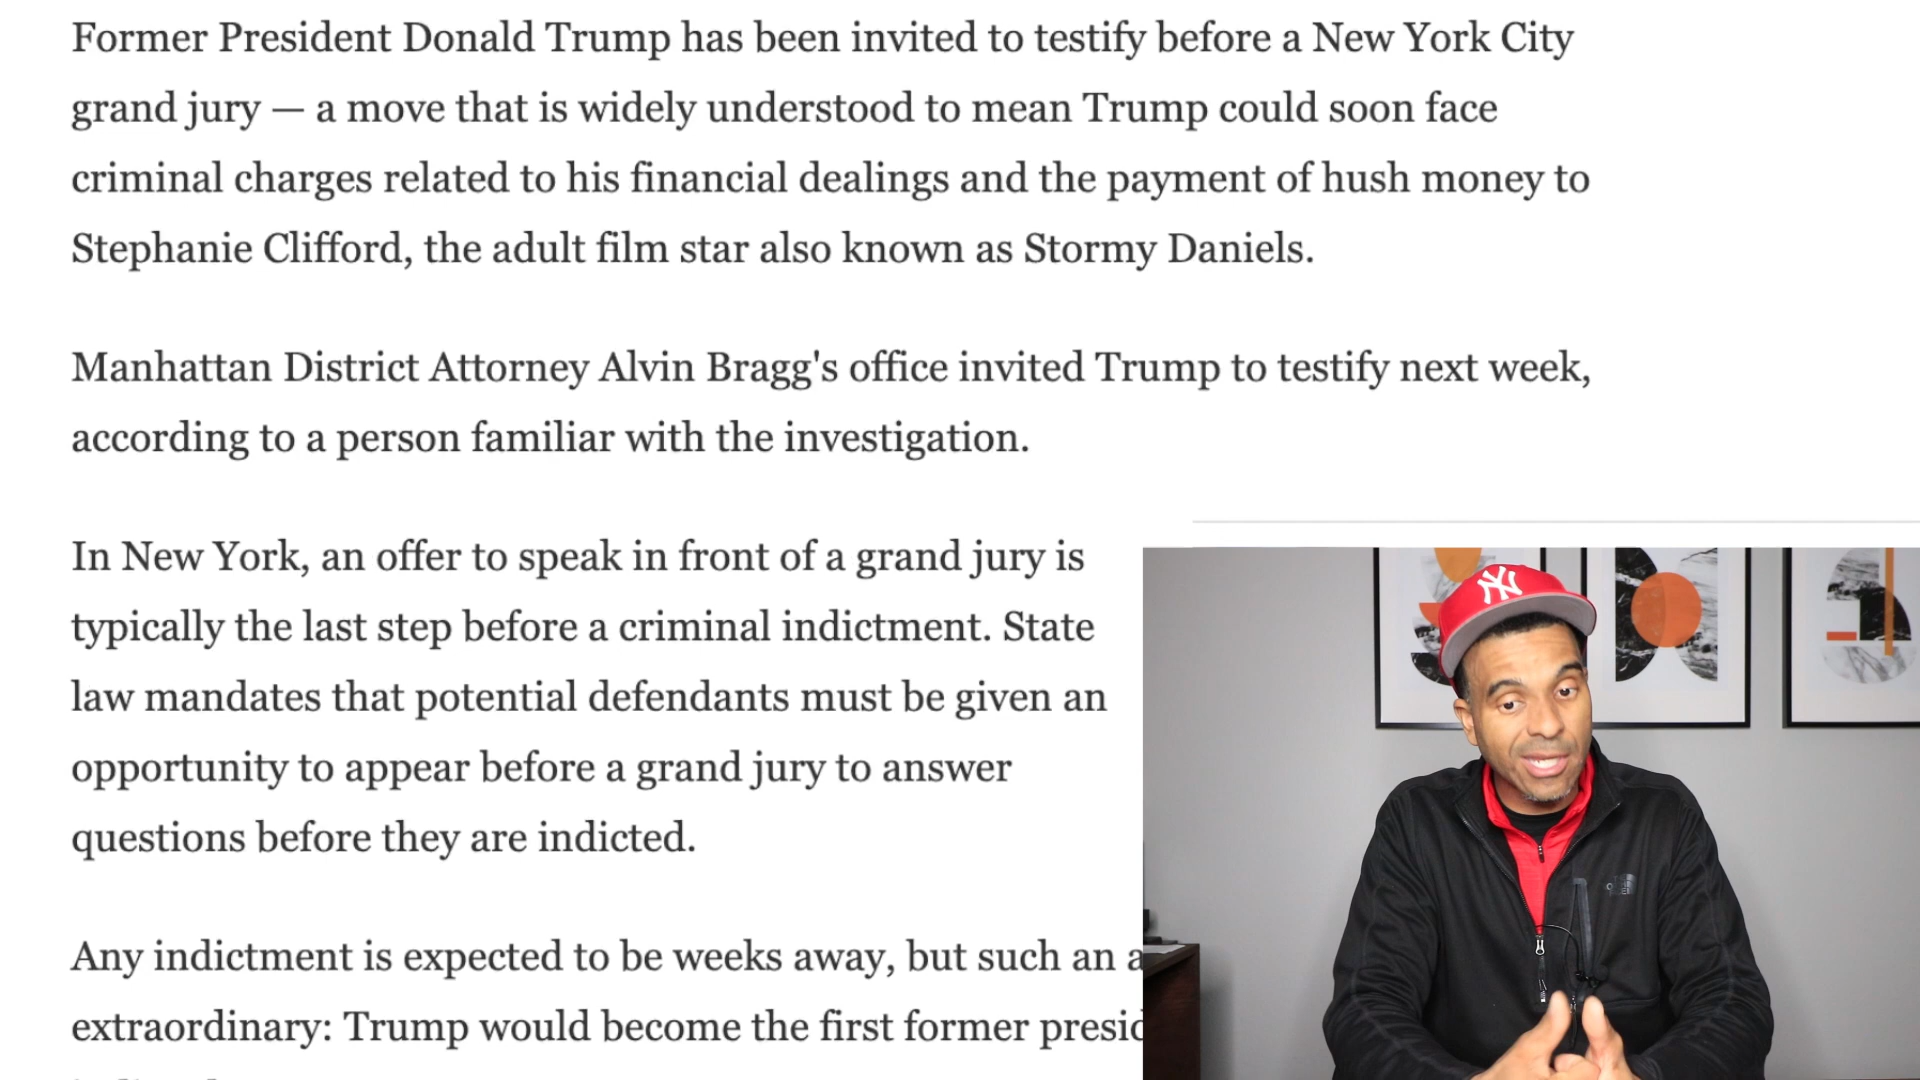 Former President Donald Trump has been invited to testify before a New York City
grand jury — a move that is widely understood to mean Trump could soon face
criminal charges related to his financial dealings and the payment of hush money to
Stephanie Clifford, the adult film star also known as Stormy Daniels.
Manhattan District Attorney Alvin Bragg's office invited Trump to testify next week,
according to a person familiar with the investigation.
In New York, an offer to speak in front of a grand jury is
typically the last step before a criminal indictment. State
law mandates that potential defendants must be given an
opportunity to appear before a grand jury to answer
questions before they are indicted.
Any indictment is expected to be weeks away, but such an
extraordinary: Trump would become the first former
NY